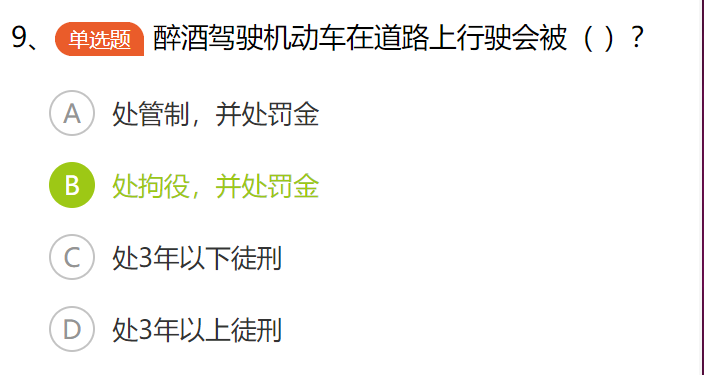 9、 单选题 醉酒驾驶机动车在道路上行驶会被（ ）？
A 处管制，并处罚金
B 处拘役，并处罚金
C 处3年以下徒刑
D 处3年以上徒刑